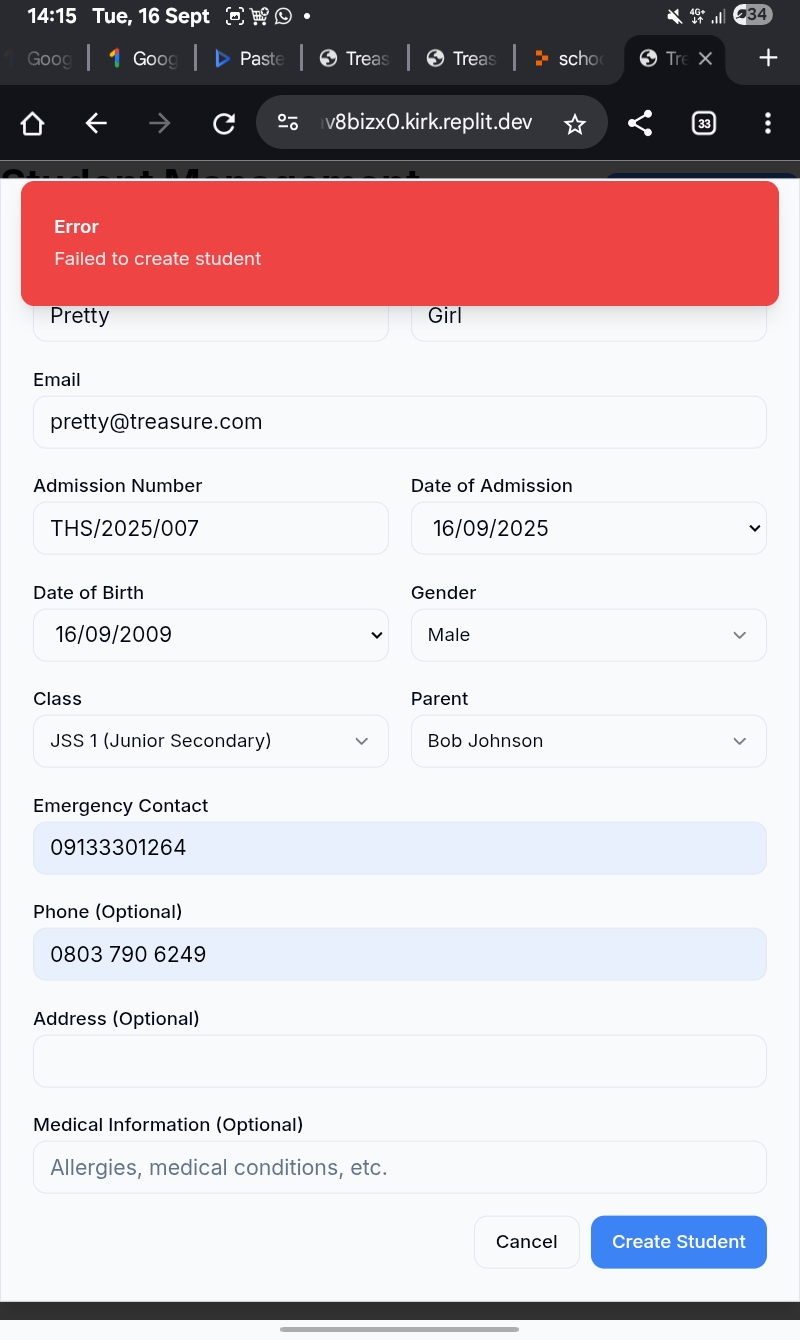 14:15 Tue, 16 Sept 34
Goog Goog Paste Treas Treas schoo Tre
v8bizx0.kirk.replit.dev 33
Student Management
Error
Failed to create student
Pretty Girl
Email
pretty@treasure.com
Admission Number Date of Admission
THS/2025/007 16/09/2025
Date of Birth Gender
16/09/2009 Male
Class Parent
JSS 1 (Junior Secondary) Bob Johnson
Emergency Contact
09133301264
Phone (Optional)
0803 790 6249
Address (Optional)
Medical Information (Optional)
Allergies, medical conditions, etc.
Cancel Create Student